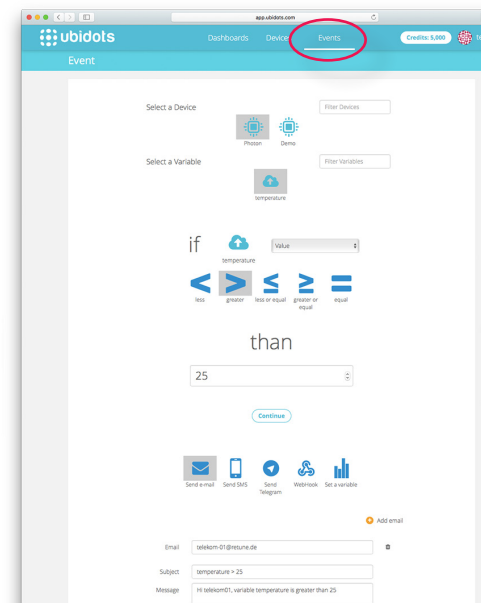 app.ubidots.com
ubidots
Dashboards Device Events
Credits: 5,000
Event
Select a Device
Filter Devices
Photon Demo
Select a Variable
Filter Variables
temperature
if
temperature
Value
less greater less or equal greater or equal equal
than
25
Continue
Send e-mail Send SMS Send Telegram WebHook Set a variable
Add email
Email telekom-01@retune.de
Subject temperature > 25
Message Hi telekom01, variable temperature is greater than 25